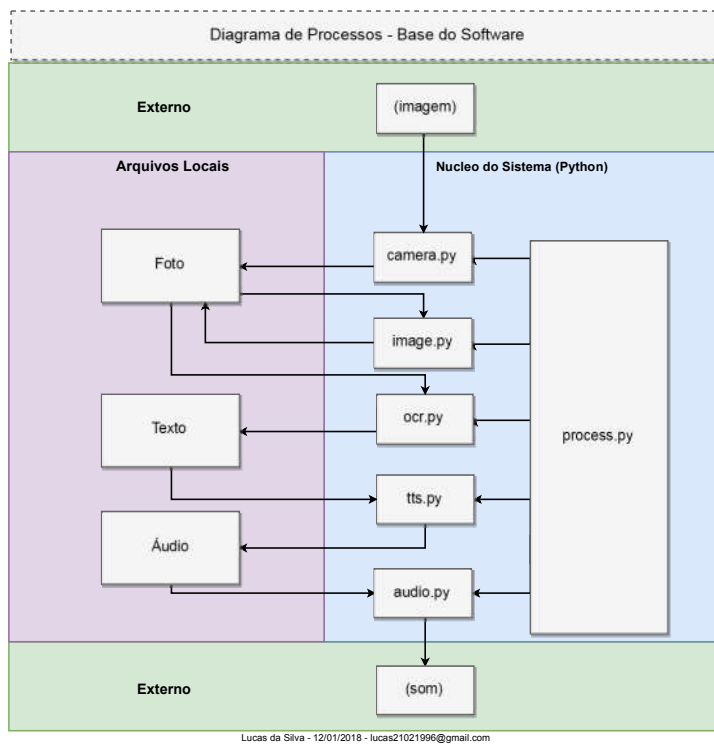 Diagrama de Processos - Base do Software
Externo
(imagem)
Arquivos Locais
Nucleo do Sistema (Python)
Foto
camera.py
image.py
ocr.py
Texto
process.py
tts.py
Áudio
audio.py
Externo
(som)
Lucas da Silva - 12/01/2018 - lucas21021996@gmail.com